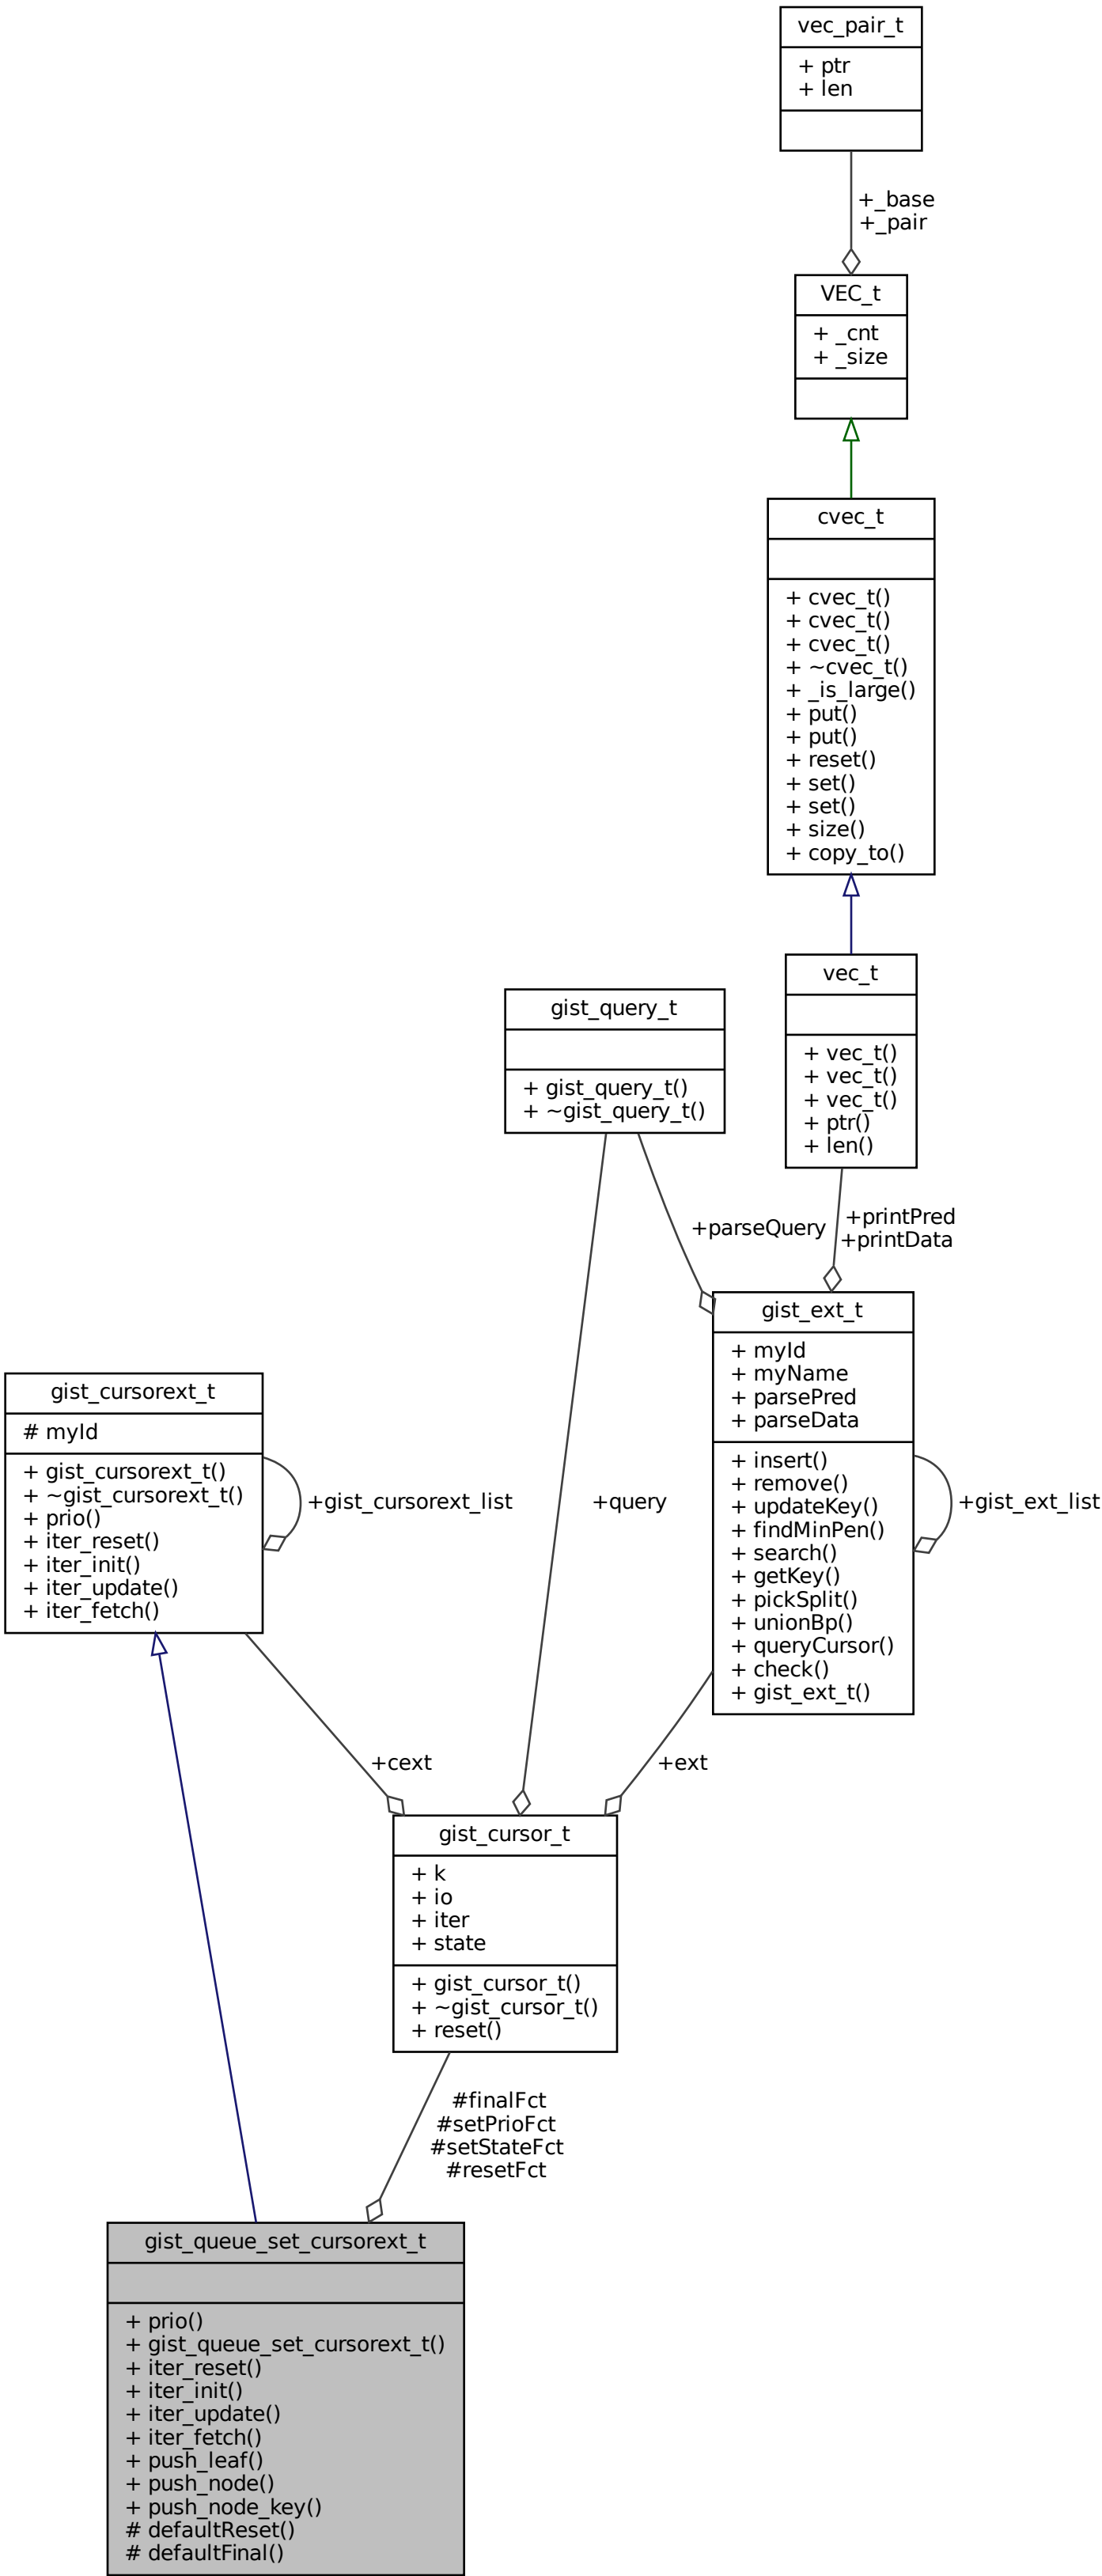 vec_pair_t
+ ptr
+ len
+_base
+_pair
VEC_t
+ _cnt
+ _size
cvec_t
+ cvec_t()
+ cvec_t()
+ cvec_t()
+ ~cvec_t()
+ _is_large()
+ put()
+ put()
+ reset()
+ set()
+ set()
+ size()
+ copy_to()
vec_t
+ vec_t()
+ vec_t()
+ vec_t()
+ ptr()
+ len()
gist_query_t
+ gist_query_t()
+ ~gist_query_t()
+parseQuery
+printPred
+printData
gist_ext_t
+ myId
+ myName
+ parsePred
+ parseData
+ insert()
+ remove()
+ updateKey()
+ findMinPen()
+ search()
+ getKey()
+ pickSplit()
+ unionBp()
+ queryCursor()
+ check()
+ gist_ext_t()
+gist_ext_list
gist_cursorext_t
# myId
+ gist_cursorext_t()
+ ~gist_cursorext_t()
+ prio()
+ iter_reset()
+ iter_init()
+ iter_update()
+ iter_fetch()
+gist_cursorext_list
+query
+cext
+ext
gist_cursor_t
+ k
+ io
+ iter
+ state
+ gist_cursor_t()
+ ~gist_cursor_t()
+ reset()
#finalFct
#setPrioFct
#setStateFct
#resetFct
gist_queue_set_cursorext_t
+ prio()
+ gist_queue_set_cursorext_t()
+ iter_reset()
+ iter_init()
+ iter_update()
+ iter_fetch()
+ push_leaf()
+ push_node()
+ push_node_key()
# defaultReset()
# defaultFinal()